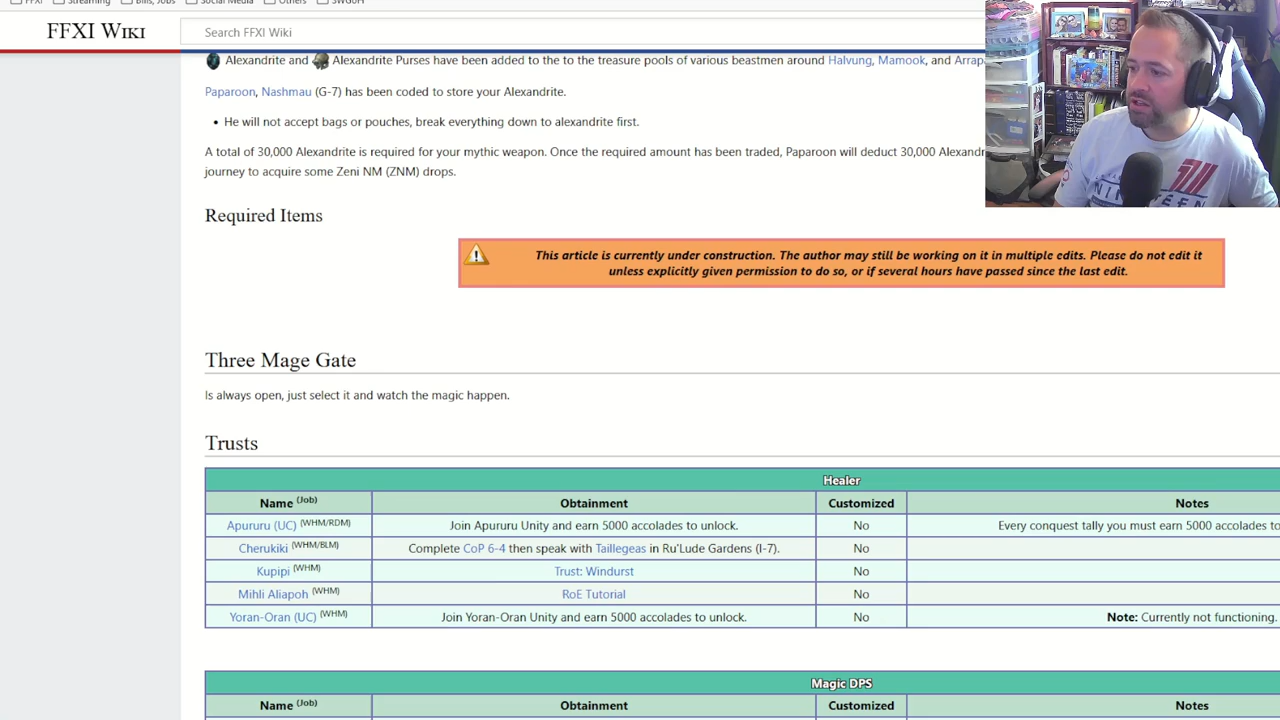 FFXI Streaming Bills, Jobs Social Media Others SWGoH
FFXI Wiki
Search FFXI Wiki
Alexandrite and Alexandrite Purses have been added to the to the treasure pools of various beastmen around Halvung, Mamook, and Arrap
Paparoon, Nashmau (G-7) has been coded to store your Alexandrite.
• He will not accept bags or pouches, break everything down to alexandrite first.
A total of 30,000 Alexandrite is required for your mythic weapon. Once the required amount has been traded, Paparoon will deduct 30,000 Alexandr
journey to acquire some Zeni NM (ZNM) drops.
Required Items
This article is currently under construction. The author may still be working on it in multiple edits. Please do not edit it
unless explicitly given permission to do so, or if several hours have passed since the last edit.
Three Mage Gate
Is always open, just select it and watch the magic happen.
Trusts
Healer
Name (Job) Obtainment Customized Notes
Apururu (UC) (WHM/RDM) Join Apururu Unity and earn 5000 accolades to unlock. No Every conquest tally you must earn 5000 accolades to
Cherukiki (WHM/BLM) Complete CoP 6-4 then speak with Taillegeas in Ru'Lude Gardens (I-7). No
Kupipi (WHM) Trust: Windurst No
Mihli Aliapoh (WHM) RoE Tutorial No
Yoran-Oran (UC) (WHM) Join Yoran-Oran Unity and earn 5000 accolades to unlock. No Note: Currently not functioning.
Magic DPS
Name (Job) Obtainment Customized Notes